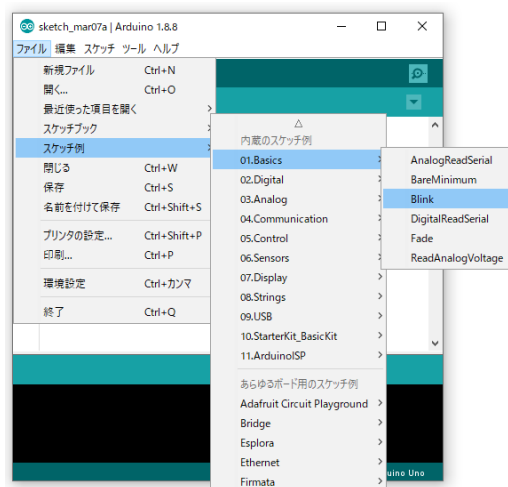 sketch_mar07a | Arduino 1.8.8
ファイル 編集 スケッチ ツール ヘルプ
新規ファイル Ctrl+N
開く... Ctrl+O
最近使った項目を開く
スケッチブック
スケッチ例
閉じる Ctrl+W
保存 Ctrl+S
名前を付けて保存 Ctrl+Shift+S
プリンタの設定... Ctrl+Shift+P
印刷... Ctrl+P
環境設定 Ctrl+カンマ
終了 Ctrl+Q
内蔵のスケッチ例
01.Basics
02.Digital
03.Analog
04.Communication
05.Control
06.Sensors
07.Display
08.Strings
09.USB
10.StarterKit_BasicKit
11.ArduinoISP
あらゆるボード用のスケッチ例
Adafruit Circuit Playground
Bridge
Esplora
Ethernet
Firmata
AnalogReadSerial
BareMinimum
Blink
DigitalReadSerial
Fade
ReadAnalogVoltage
uino Uno